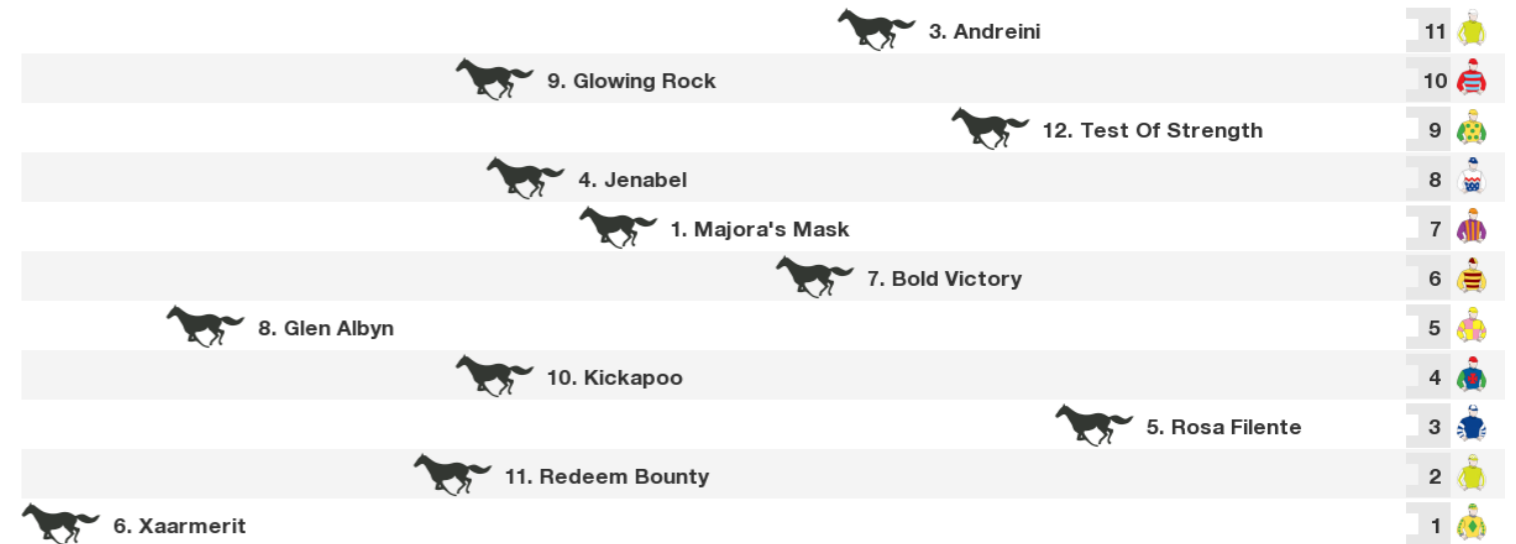 3. Andreini 11
9. Glowing Rock 10
12. Test Of Strength 9
4. Jenabel 8
1. Majora's Mask 7
7. Bold Victory 6
8. Glen Albyn 5
10. Kickapoo 4
5. Rosa Filente 3
11. Redeem Bounty 2
6. Xaarmerit 1